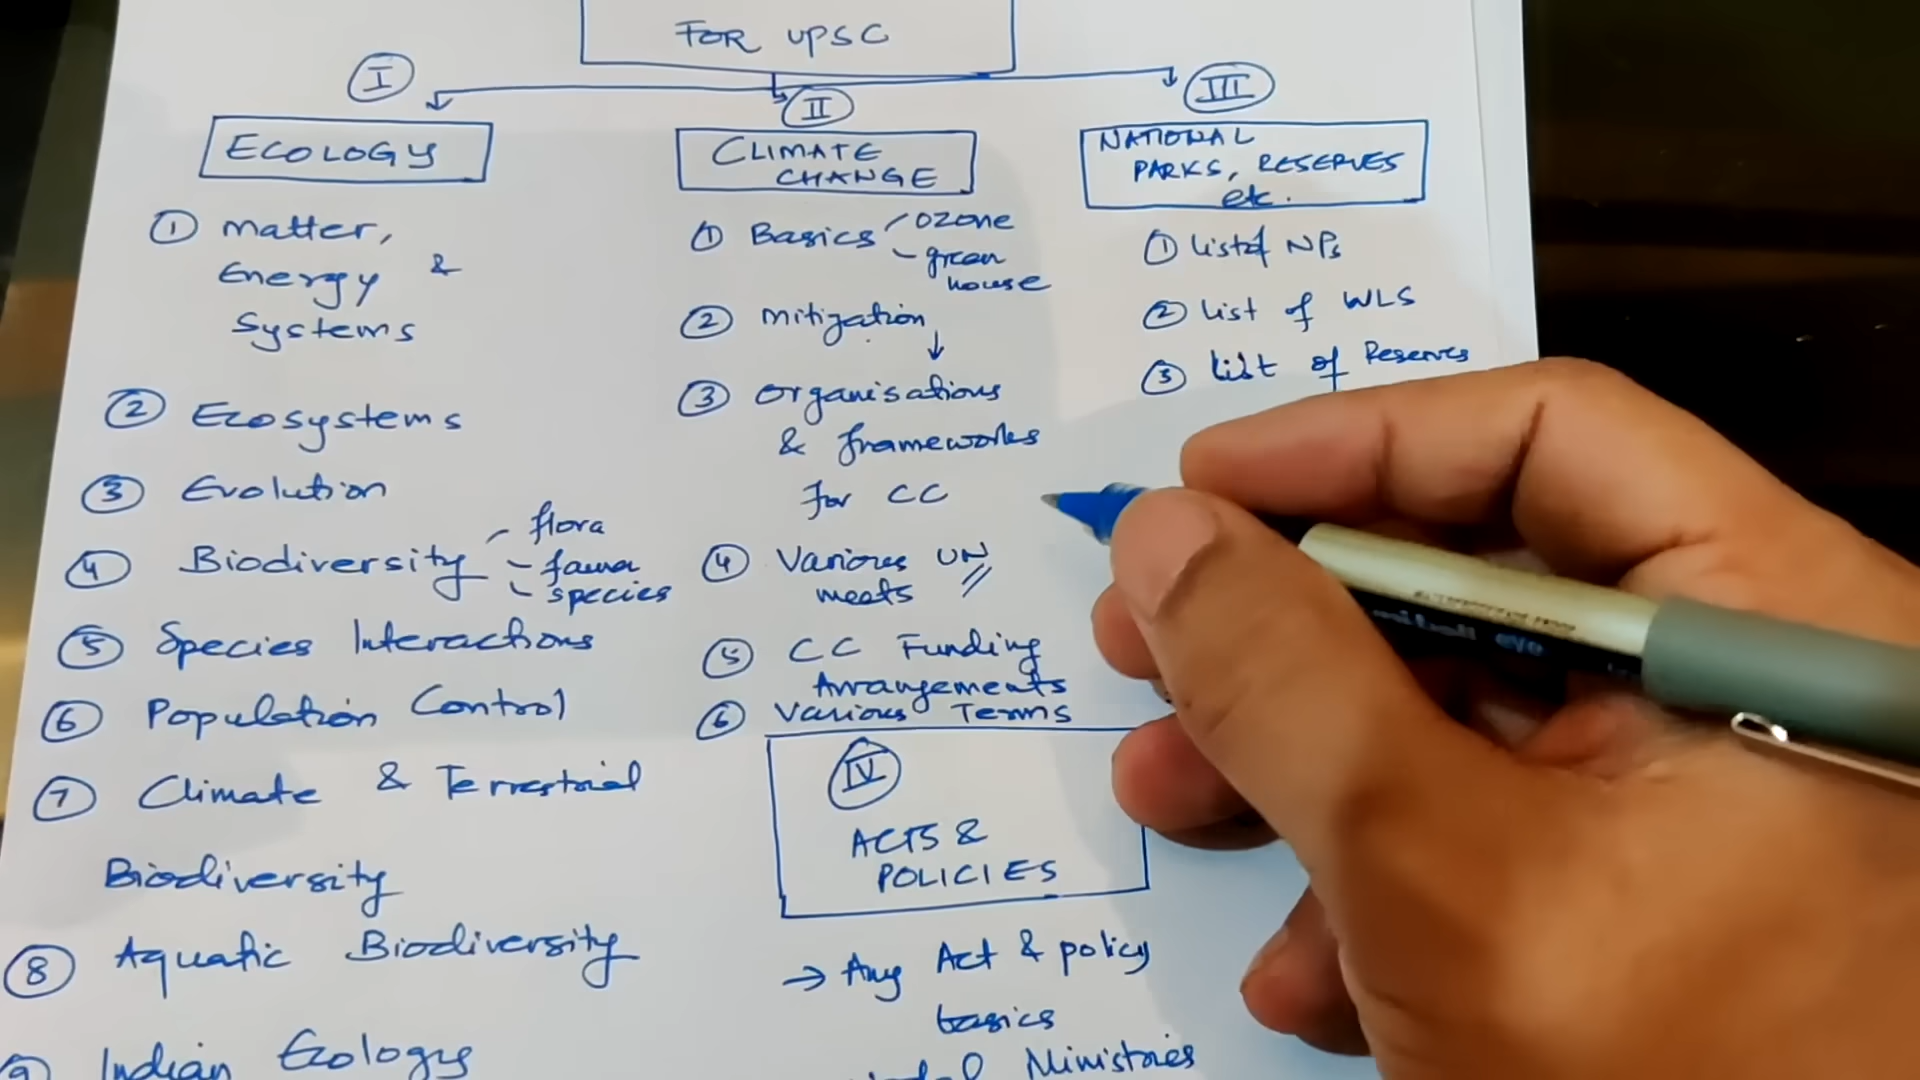 FOR UPSC
I
II
III
ECOLOGY
① matter,
Energy &
Systems
② Ecosystems
③ Evolution
④ Biodiversity - flora
- fauna
- species
⑤ Species Interactions
⑥ Population Control
⑦ Climate & Terrestrial
Biodiversity
⑧ Aquatic Biodiversity
9 Indian Ecology
CLIMATE
CHANGE
① Basics - ozone
- green
house
② mitigation
③ Organisations
& frameworks
for CC
④ Various UN
meets
⑤ CC Funding
Arrangements
⑥ Various Terms
NATIONAL
PARKS, RESERVES
etc.
① list of NPs
② list of WLS
③ list of Reserves
IV
ACTS &
POLICIES
→ Any Act & policy
basics
Ministries